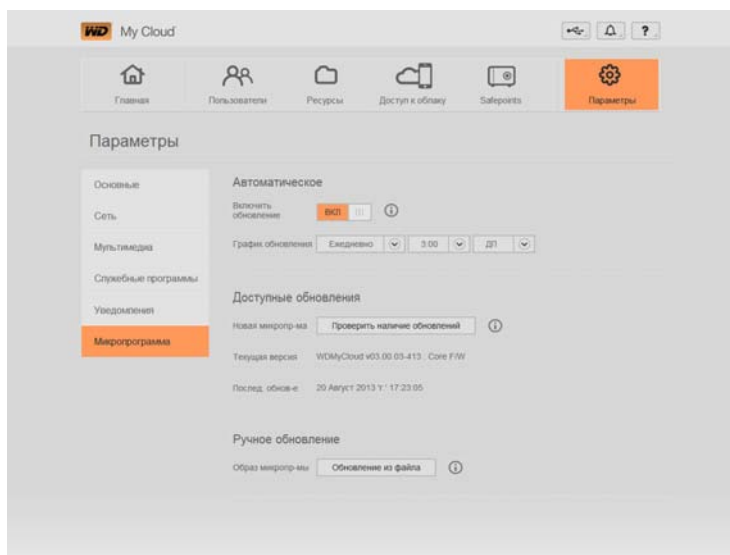 WD My Cloud ?
Главная Пользователи Ресурсы Доступ к облаку Safepoints Параметры
Параметры
Основные
Сеть
Мультимедиа
Служебные программы
Уведомления
Микропрограмма
Автоматическое
Включить
обновление ВКЛ
График обновления Ежедневно 3:00 ДП
Доступные обновления
Новая микропр-ма Проверить наличие обновлений
Текущая версия WDMyCloud v03.00.03-413 : Core F/W
Послед. обнов-е 20 Август 2013 'г.' 17:23:05
Ручное обновление
Образ микропр-мы Обновление из файла